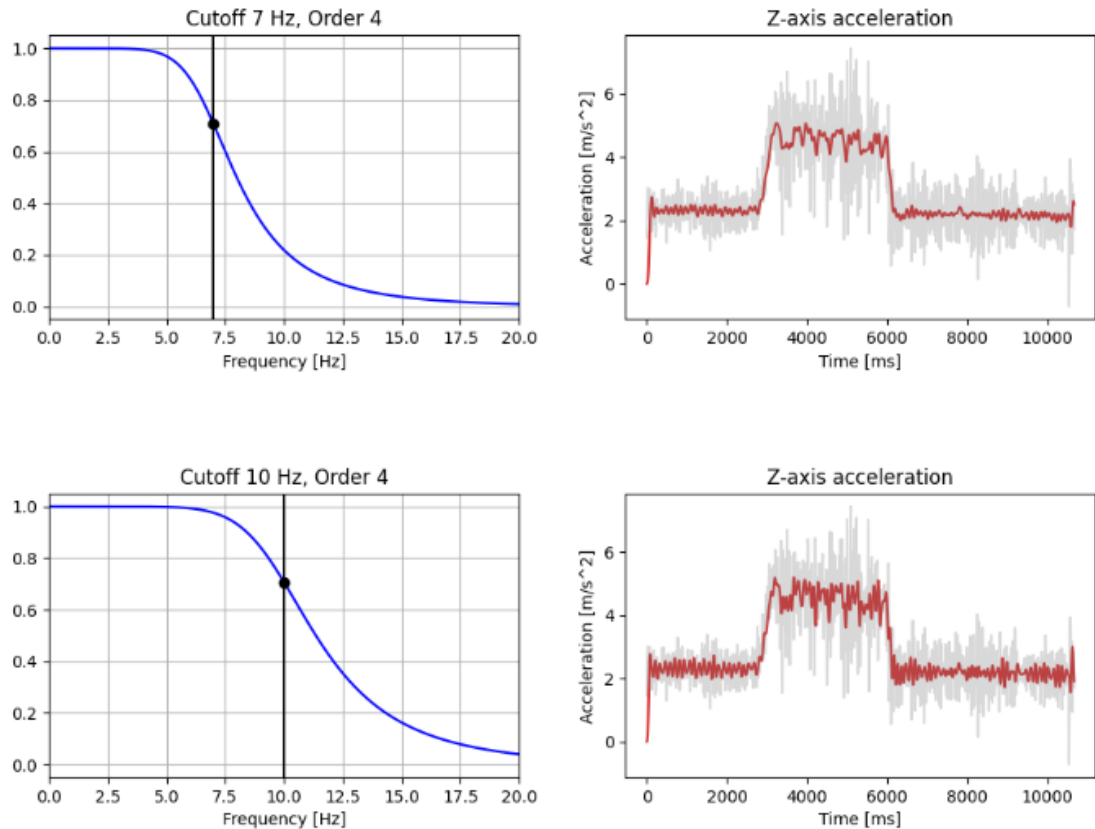 Cutoff 7 Hz, Order 4
1.0
0.8
0.6
0.4
0.2
0.0
0.0 2.5 5.0 7.5 10.0 12.5 15.0 17.5 20.0
Frequency [Hz]
Z-axis acceleration
Acceleration [m/s^2]
6
4
2
0
0 2000 4000 6000 8000 10000
Time [ms]
Cutoff 10 Hz, Order 4
1.0
0.8
0.6
0.4
0.2
0.0
0.0 2.5 5.0 7.5 10.0 12.5 15.0 17.5 20.0
Frequency [Hz]
Z-axis acceleration
Acceleration [m/s^2]
6
4
2
0
0 2000 4000 6000 8000 10000
Time [ms]